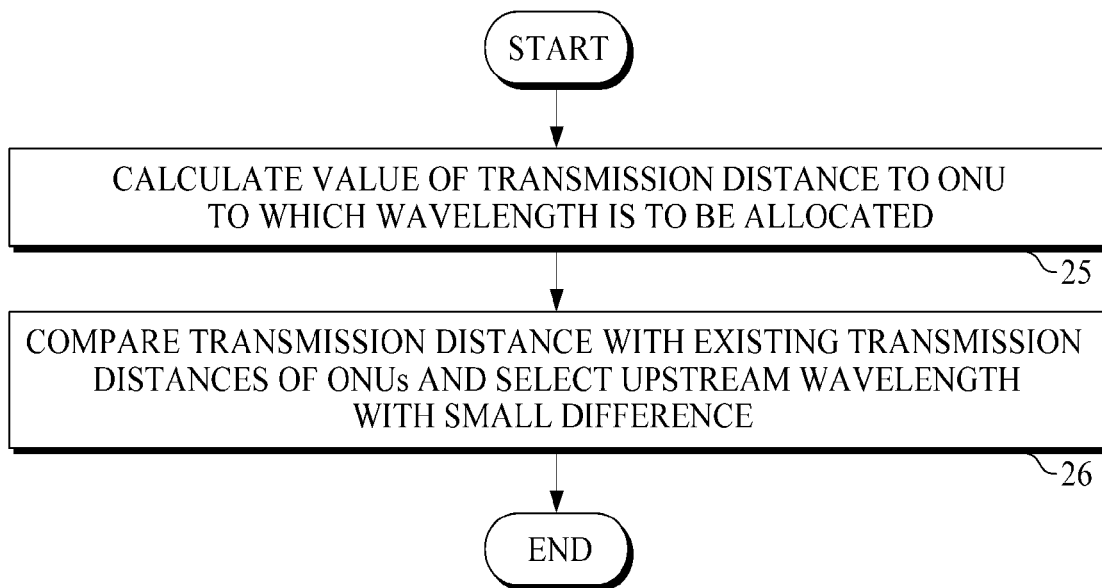 START
CALCULATE VALUE OF TRANSMISSION DISTANCE TO ONU
TO WHICH WAVELENGTH IS TO BE ALLOCATED
25
COMPARE TRANSMISSION DISTANCE WITH EXISTING TRANSMISSION
DISTANCES OF ONUs AND SELECT UPSTREAM WAVELENGTH
WITH SMALL DIFFERENCE
26
END